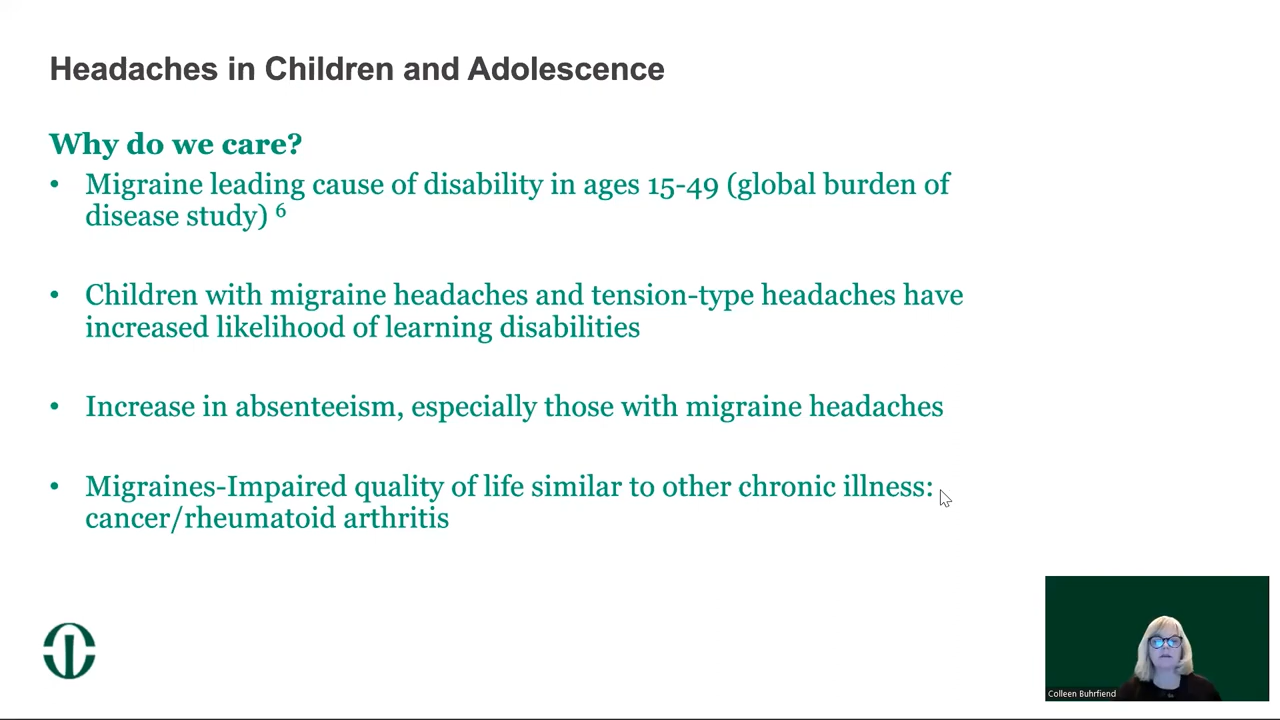 Headaches in Children and Adolescence
Why do we care?
• Migraine leading cause of disability in ages 15-49 (global burden of
disease study) 6
• Children with migraine headaches and tension-type headaches have
increased likelihood of learning disabilities
• Increase in absenteeism, especially those with migraine headaches
• Migraines-Impaired quality of life similar to other chronic illness:
cancer/rheumatoid arthritis
Colleen Buhrfiend